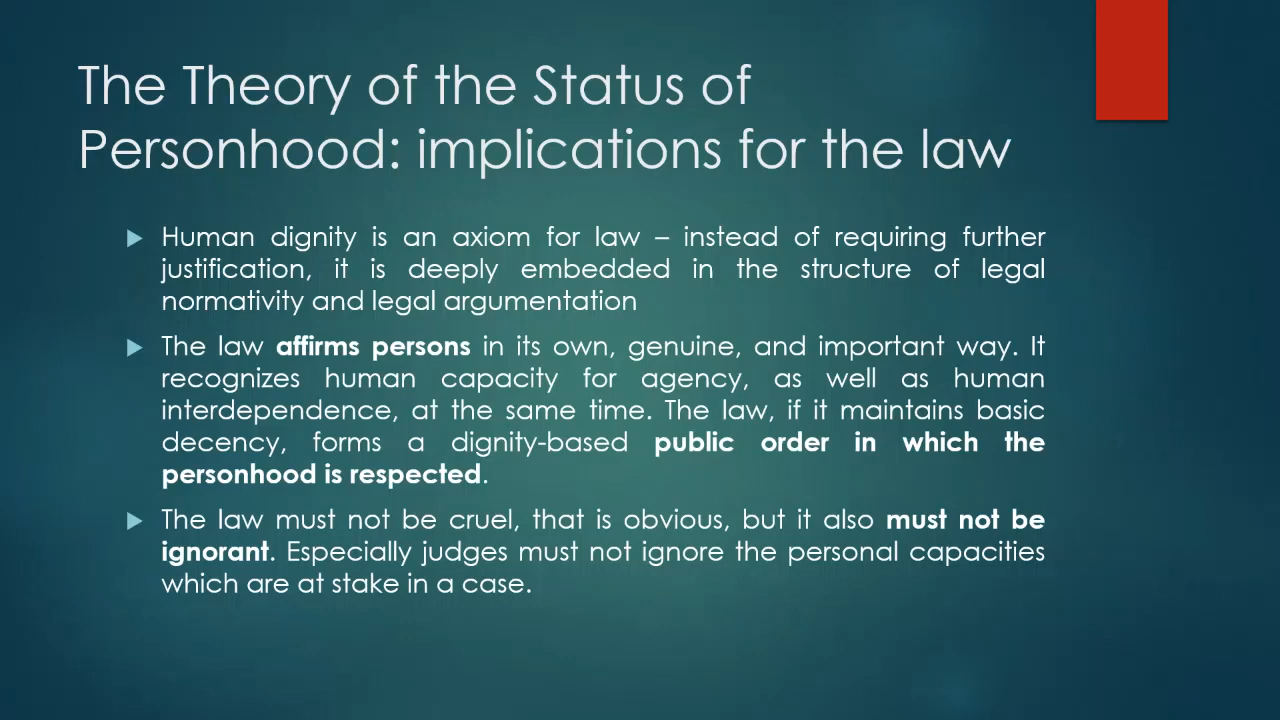 The Theory of the Status of
Personhood: implications for the law
Human dignity is an axiom for law – instead of requiring further
justification, it is deeply embedded in the structure of legal
normativity and legal argumentation
The law affirms persons in its own, genuine, and important way. It
recognizes human capacity for agency, as well as human
interdependence, at the same time. The law, if it maintains basic
decency, forms a dignity-based public order in which the
personhood is respected.
The law must not be cruel, that is obvious, but it also must not be
ignorant. Especially judges must not ignore the personal capacities
which are at stake in a case.